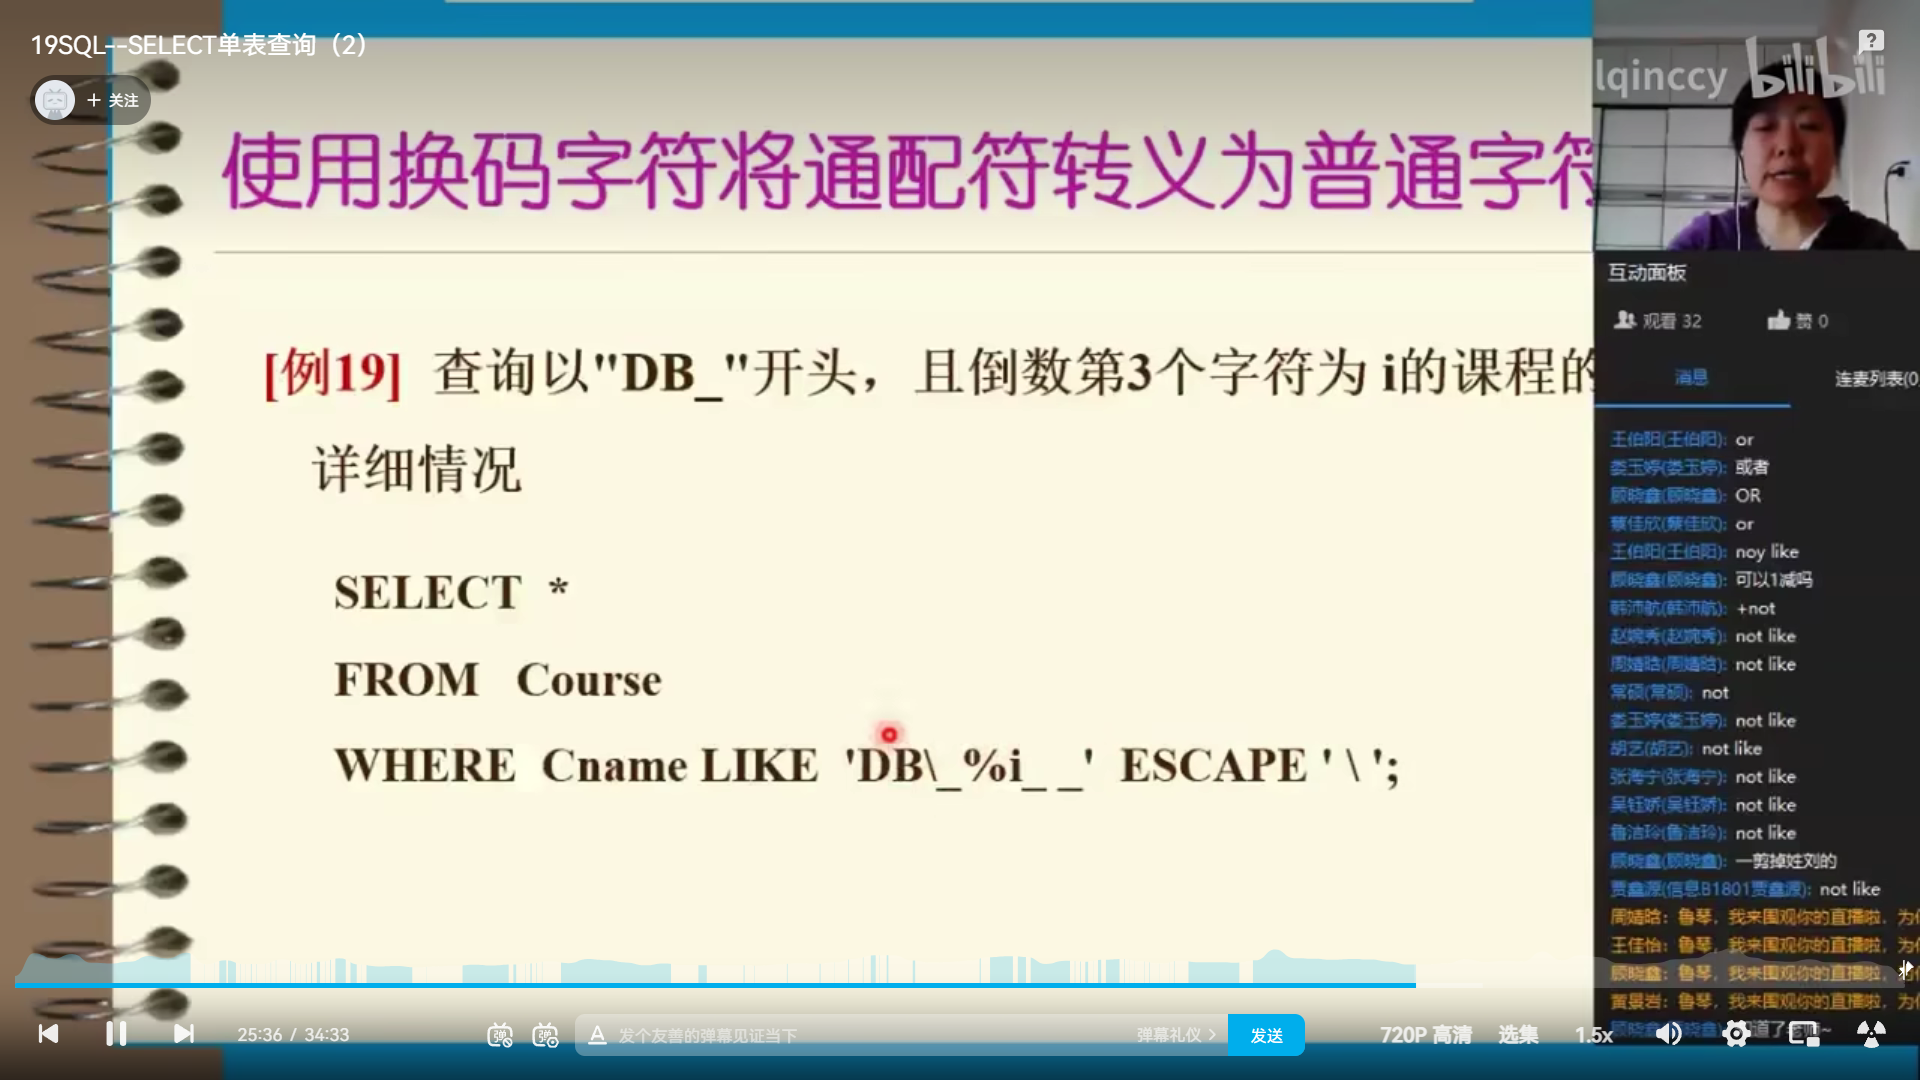 19SQL--SELECT单表查询（2）
+ 关注
lqinccy bilibili
使用换码字符将通配符转义为普通字符
[例19] 查询以"DB_"开头，且倒数第3个字符为 i的课程的
详细情况
SELECT *
FROM Course
WHERE Cname LIKE 'DB\_%i_ _' ESCAPE ' \ ';
互动面板
观看 32
赞 0
消息
连麦列表(0
王伯阳(王伯阳): or
娄玉婷(娄玉婷): 或者
顾晓鑫(顾晓鑫): OR
蔡佳欣(蔡佳欣): or
王伯阳(王伯阳): noy like
顾晓鑫(顾晓鑫): 可以1减吗
韩沛航(韩沛航): +not
赵婉秀(赵婉秀): not like
周婧晗(周婧晗): not like
常硕(常硕): not
娄玉婷(娄玉婷): not like
胡艺(胡艺): not like
张海宁(张海宁): not like
吴钰娇(吴钰娇): not like
鲁洁玲(鲁洁玲): not like
顾晓鑫(顾晓鑫): 一剪掉姓刘的
贾鑫源(信息B1801贾鑫源): not like
周婧晗: 鲁琴，我来围观你的直播啦，为
王佳怡: 鲁琴，我来围观你的直播啦，为
顾晓鑫: 鲁琴，我来围观你的直播啦，
黄景岩: 鲁琴，我来围观你的直播啦，为
道了老师~
25:36 / 34:33
弹
弹
A 发个友善的弹幕见证当下
弹幕礼仪 >
发送
720P 高清
选集
1.5x